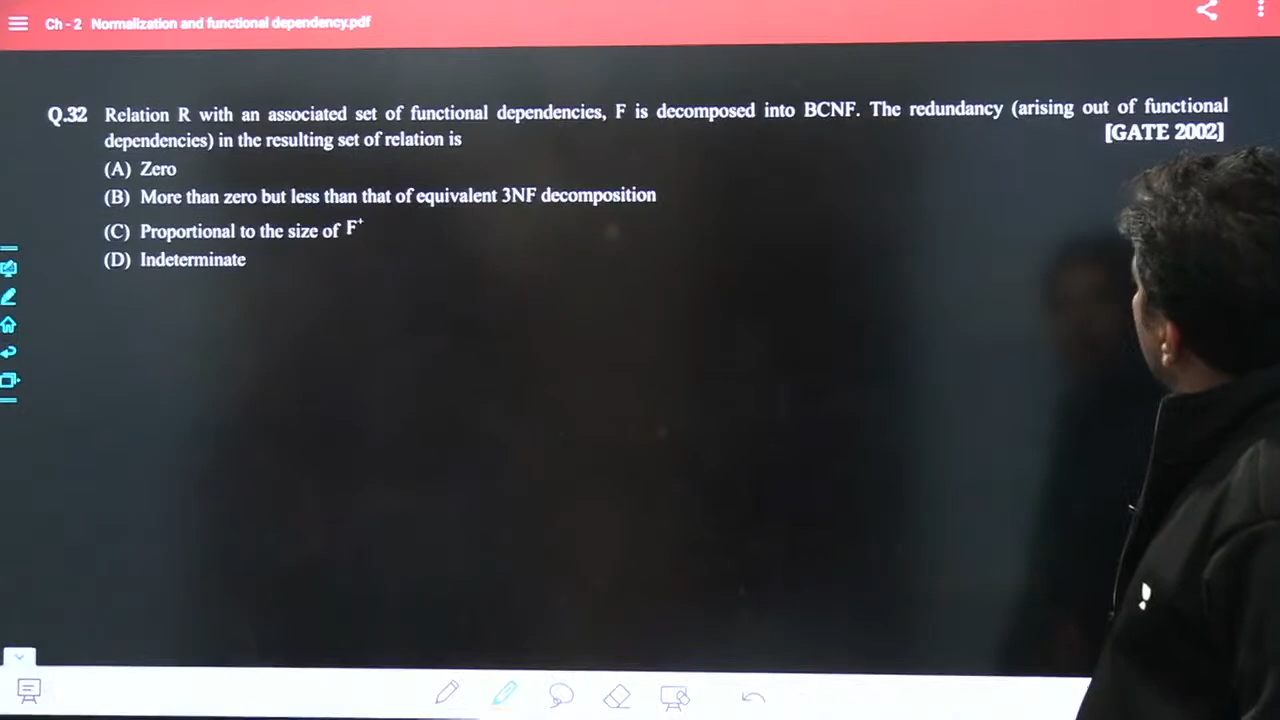 Ch - 2 Normalization and functional dependency.pdf
Q.32 Relation R with an associated set of functional dependencies, F is decomposed into BCNF. The redundancy (arising out of functional
dependencies) in the resulting set of relation is [GATE 2002]
(A) Zero
(B) More than zero but less than that of equivalent 3NF decomposition
(C) Proportional to the size of F⁺
(D) Indeterminate